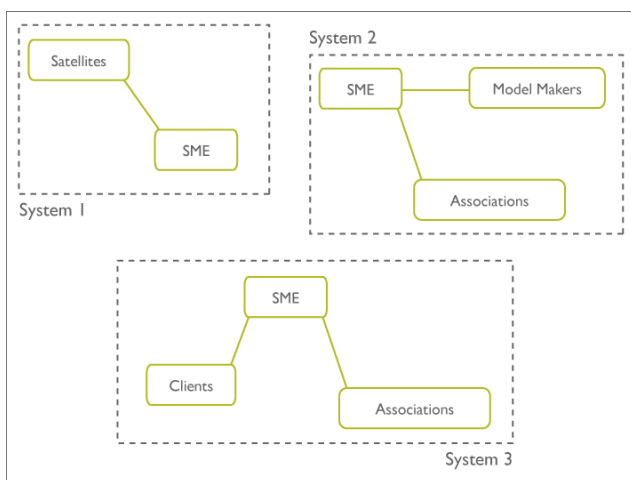 Satellites
SME
System 1
System 2
SME
Model Makers
Associations
SME
Clients
Associations
System 3